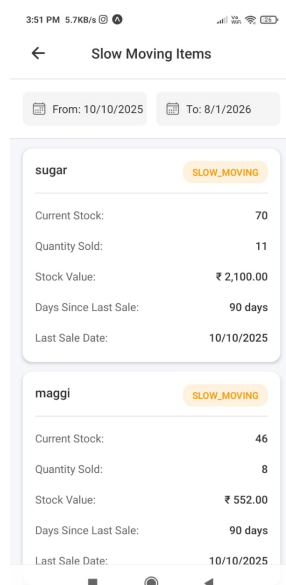 3:51 PM 5.7KB/s
Vo WiFi 26
Slow Moving Items
From: 10/10/2025 To: 8/1/2026
sugar SLOW_MOVING
Current Stock: 70
Quantity Sold: 11
Stock Value: ₹ 2,100.00
Days Since Last Sale: 90 days
Last Sale Date: 10/10/2025
maggi SLOW_MOVING
Current Stock: 46
Quantity Sold: 8
Stock Value: ₹ 552.00
Days Since Last Sale: 90 days
Last Sale Date: 10/10/2025